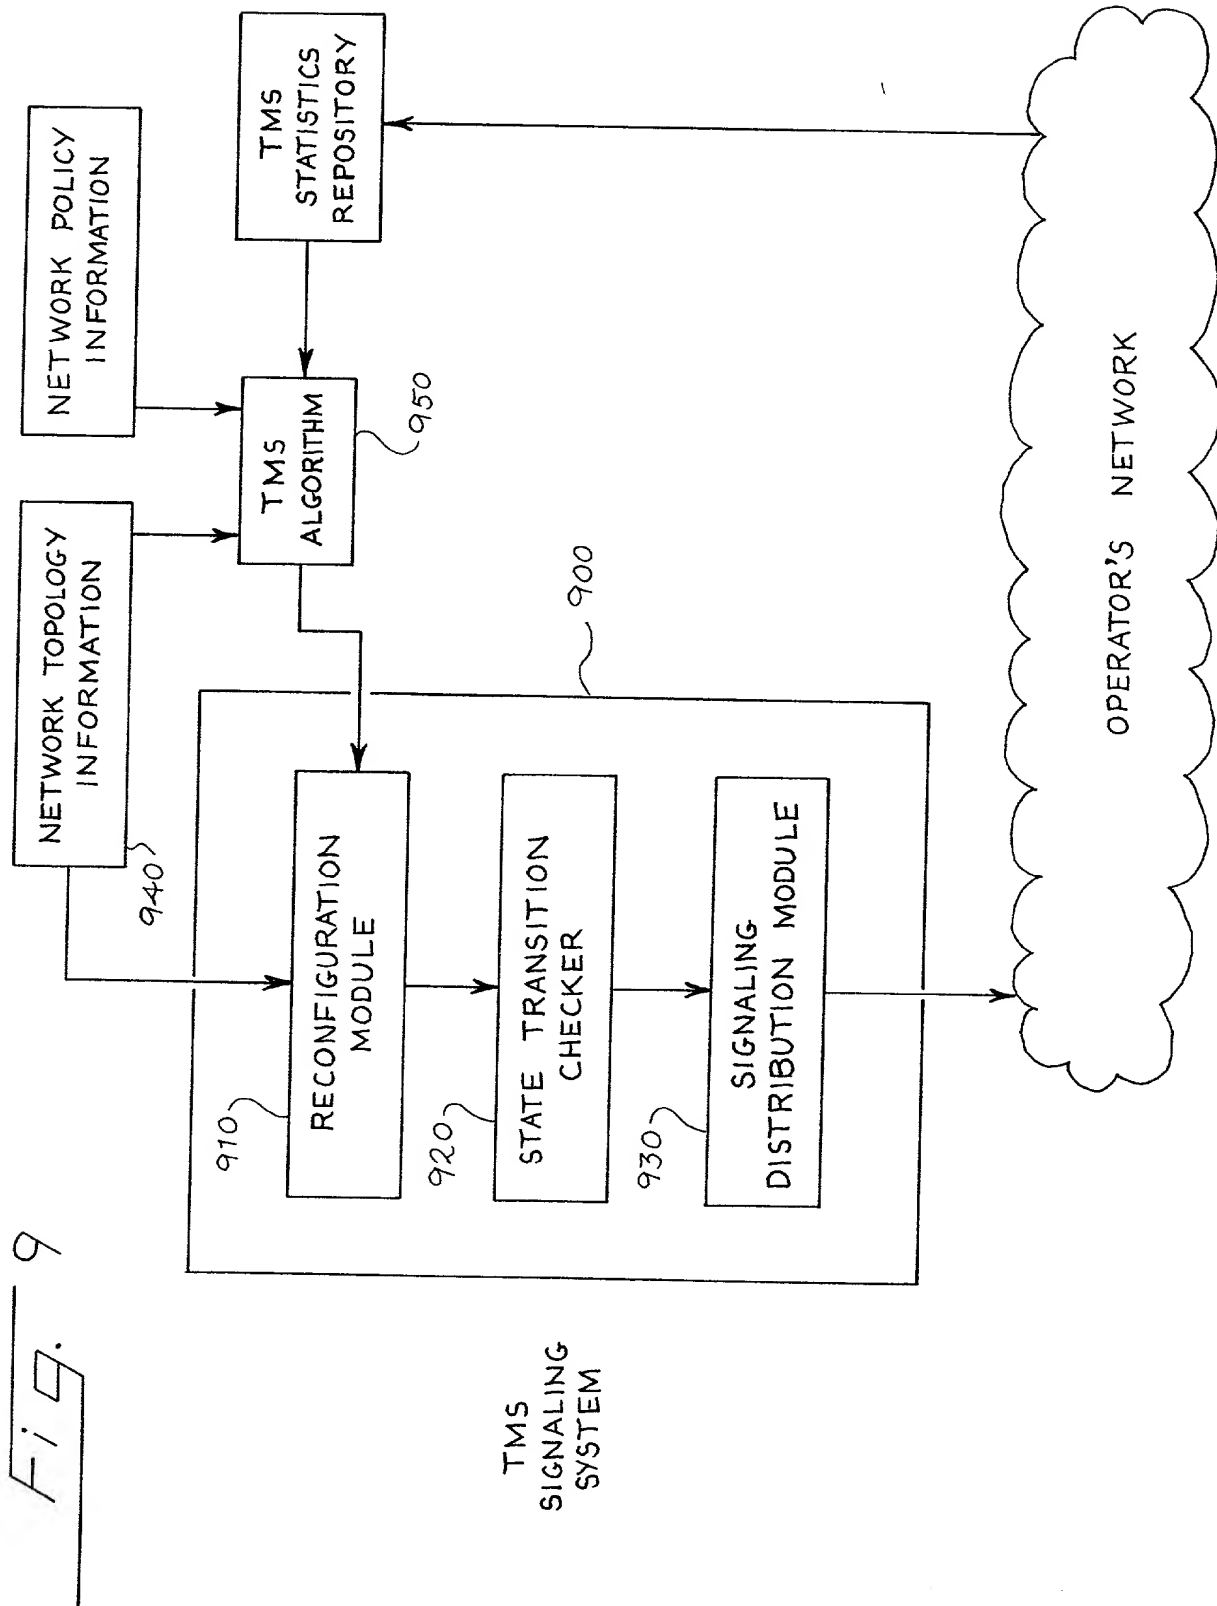 Fig. 9
NETWORK TOPOLOGY
INFORMATION
940
NETWORK POLICY
INFORMATION
TMS
ALGORITHM
950
TMS
STATISTICS
REPOSITORY
900
910
RECONFIGURATION
MODULE
920
STATE TRANSITION
CHECKER
930
SIGNALING
DISTRIBUTION MODULE
TMS
SIGNALING
SYSTEM
OPERATOR'S NETWORK